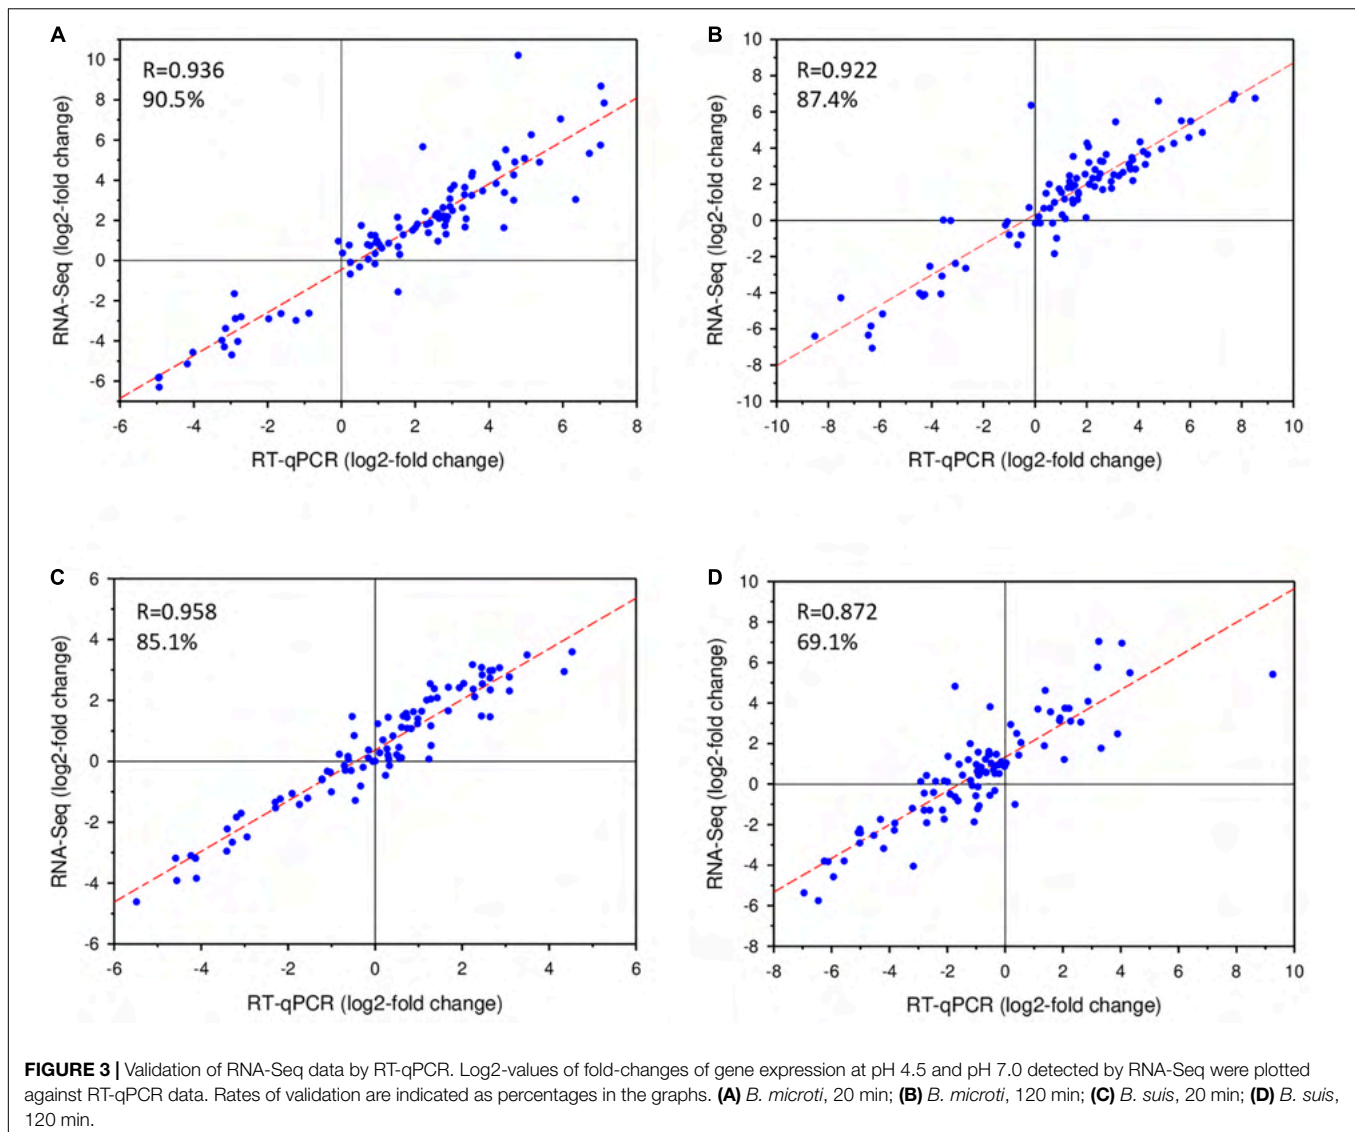 A
R=0.936
90.5%
10
8
6
4
2
0
-2
-4
-6
-6 -4 -2 0 2 4 6 8
RNA-Seq (log2-fold change)
RT-qPCR (log2-fold change)
B
R=0.922
87.4%
10
8
6
4
2
0
-2
-4
-6
-8
-10
-10 -8 -6 -4 -2 0 2 4 6 8 10
RNA-Seq (log2-fold change)
RT-qPCR (log2-fold change)
C
R=0.958
85.1%
6
4
2
0
-2
-4
-6
-6 -4 -2 0 2 4 6
RNA-Seq (log2-fold change)
RT-qPCR (log2-fold change)
D
R=0.872
69.1%
10
8
6
4
2
0
-2
-4
-6
-8
-8 -6 -4 -2 0 2 4 6 8 10
RNA-Seq (log2-fold change)
RT-qPCR (log2-fold change)
FIGURE 3 | Validation of RNA-Seq data by RT-qPCR. Log2-values of fold-changes of gene expression at pH 4.5 and pH 7.0 detected by RNA-Seq were plotted
against RT-qPCR data. Rates of validation are indicated as percentages in the graphs. (A) B. microti, 20 min; (B) B. microti, 120 min; (C) B. suis, 20 min; (D) B. suis,
120 min.